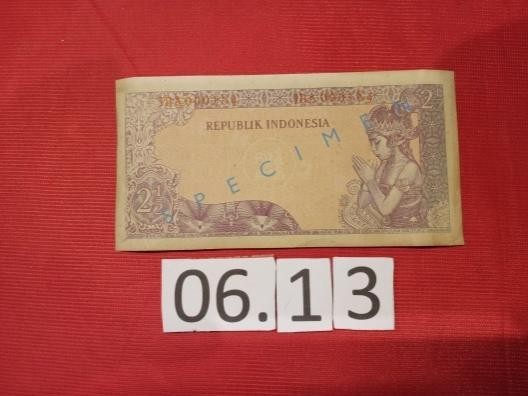 REPUBLIK INDONESIA
SPECIMEN
2½
06.13